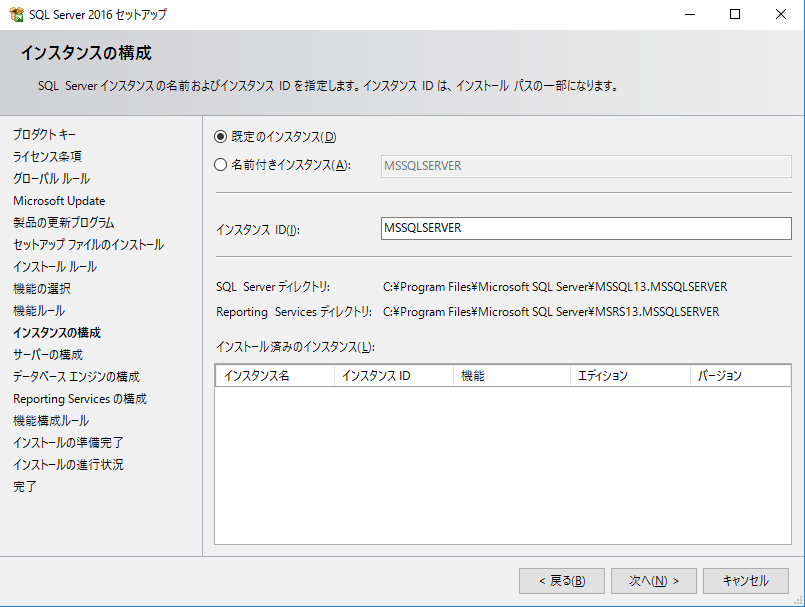 SQL Server 2016 セットアップ
インスタンスの構成
SQL Server インスタンスの名前およびインスタンス ID を指定します。インスタンス ID は、インストール パスの一部になります。
プロダクト キー
ライセンス条項
グローバル ルール
Microsoft Update
製品の更新プログラム
セットアップ ファイルのインストール
インストール ルール
機能の選択
機能ルール
インスタンスの構成
サーバーの構成
データベース エンジンの構成
Reporting Services の構成
機能構成ルール
インストールの準備完了
インストールの進行状況
完了
既定のインスタンス(D)
名前付きインスタンス(A): MSSQLSERVER
インスタンス ID(I): MSSQLSERVER
SQL Server ディレクトリ: C:¥Program Files¥Microsoft SQL Server¥MSSQL13.MSSQLSERVER
Reporting Services ディレクトリ: C:¥Program Files¥Microsoft SQL Server¥MSRS13.MSSQLSERVER
インストール済みのインスタンス(L):
インスタンス名 インスタンス ID 機能 エディション バージョン
< 戻る(B) 次へ(N) > キャンセル